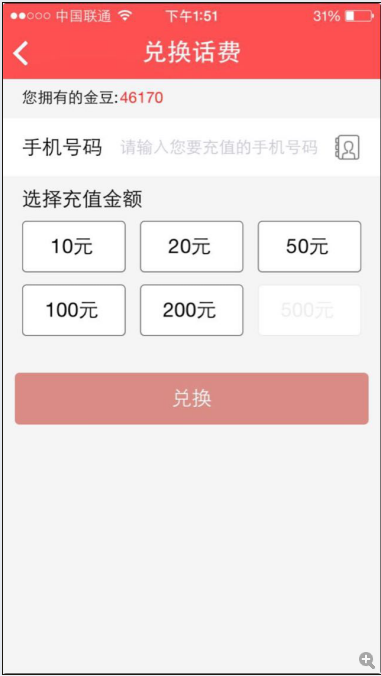 中国联通 下午1:51 31%
兑换话费
您拥有的金豆:46170
手机号码 请输入您要充值的手机号码
选择充值金额
10元 20元 50元
100元 200元 500元
兑换